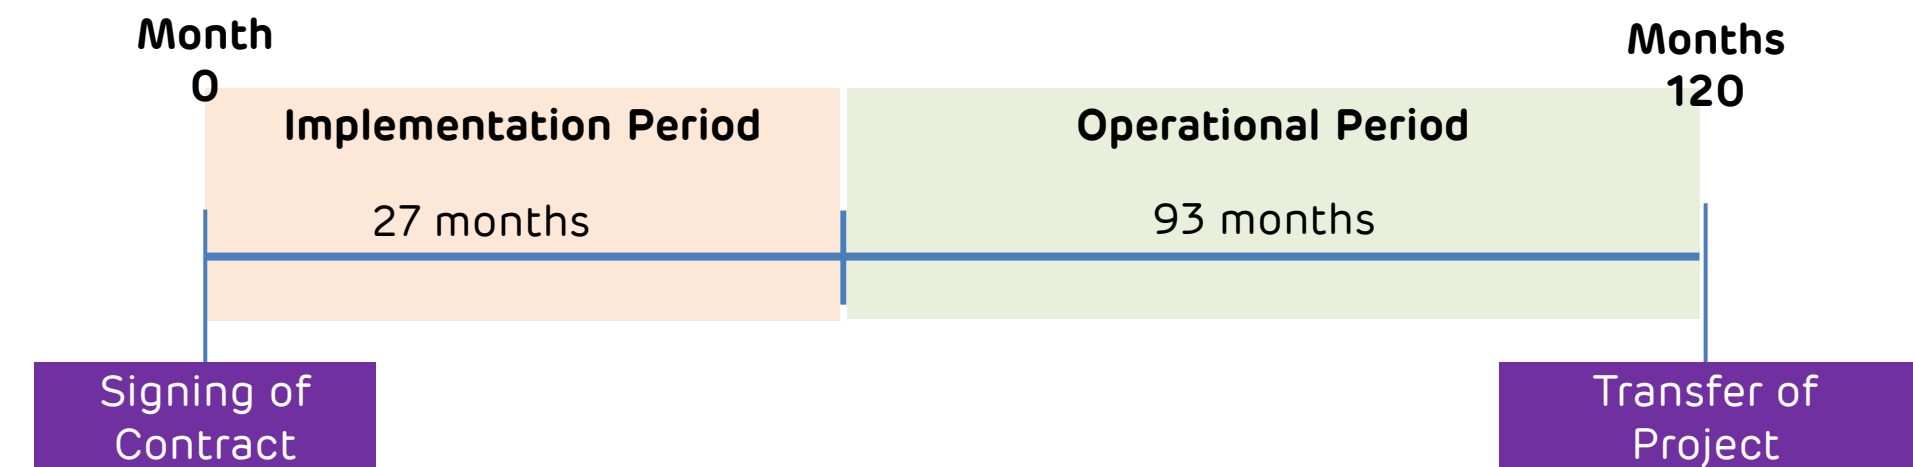 Month
0
Months
120
Implementation Period
Operational Period
27 months
93 months
Signing of
Contract
Transfer of
Project